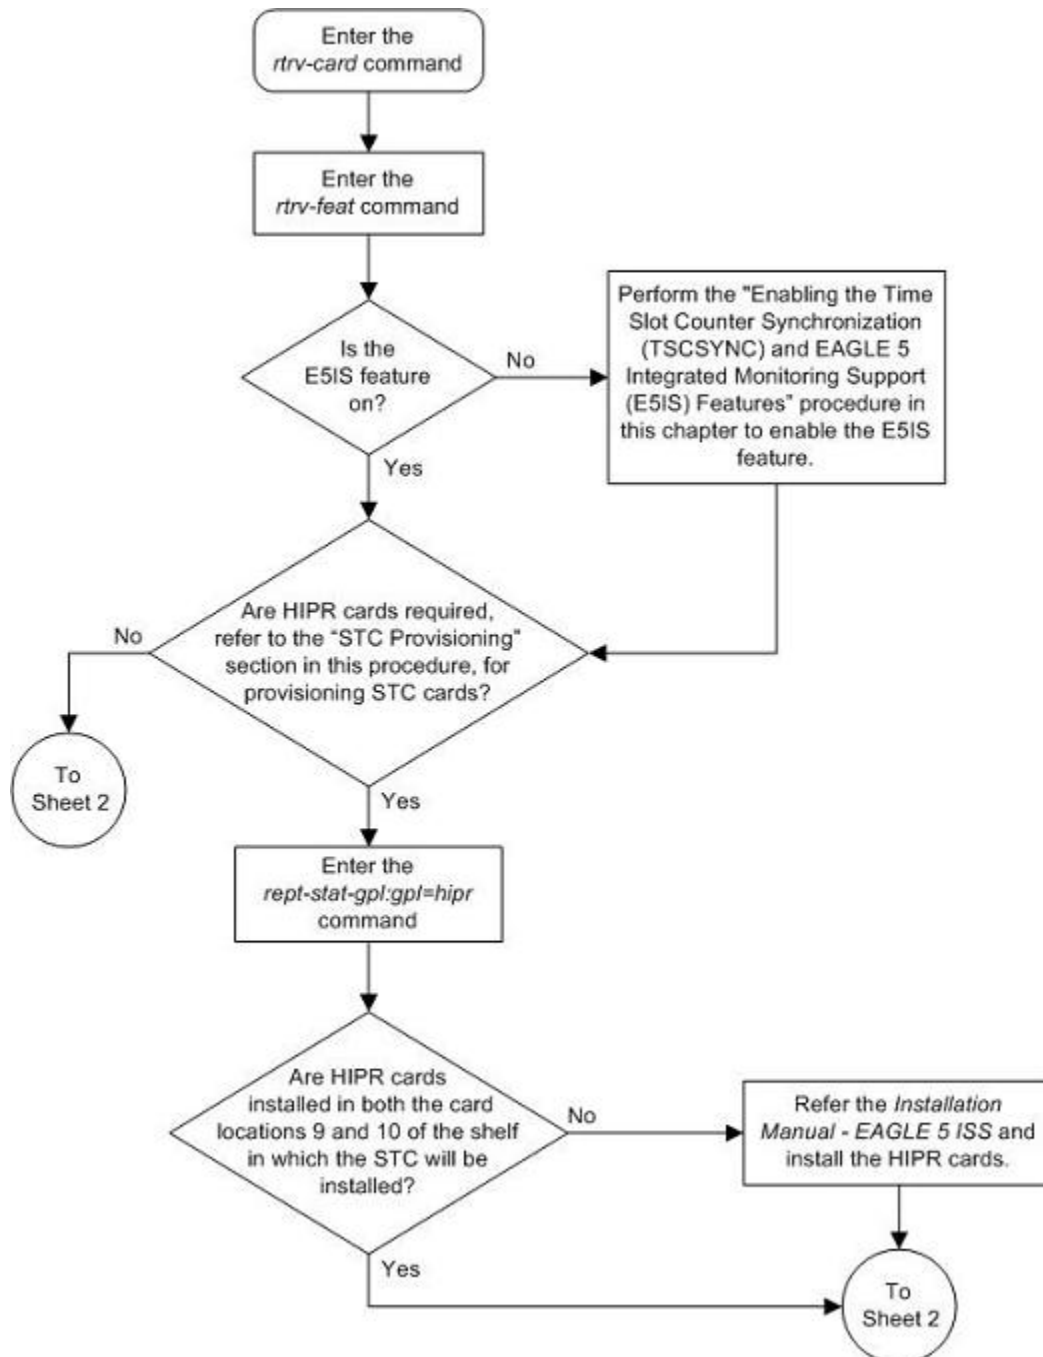 Enter the
rtrv-card command
Enter the
rtrv-feat command
Is the
E5IS feature
on?
No
Yes
Perform the "Enabling the Time
Slot Counter Synchronization
(TSCSYNC) and EAGLE 5
Integrated Monitoring Support
(E5IS) Features" procedure in
this chapter to enable the E5IS
feature.
Are HIPR cards required,
refer to the “STC Provisioning”
section in this procedure, for
provisioning STC cards?
No
To
Sheet 2
Yes
Enter the
rept-stat-gpl:gpl=hipr
command
Are HIPR cards
installed in both the card
locations 9 and 10 of the shelf
in which the STC will be
installed?
No
Refer the Installation
Manual - EAGLE 5 ISS and
install the HIPR cards.
Yes
To
Sheet 2